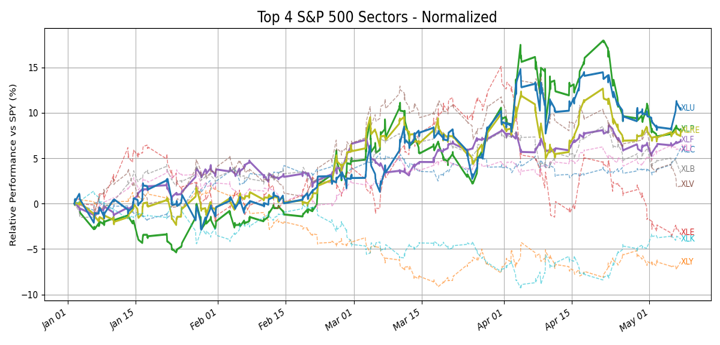 Top 4 S&P 500 Sectors - Normalized
Relative Performance vs SPY (%)
15
10
5
0
−5
−10
XLU
XLF
XLC
XLB
XLV
XLE
XLK
XLY
Jan 01
Jan 15
Feb 01
Feb 15
Mar 01
Mar 15
Apr 01
Apr 15
May 01